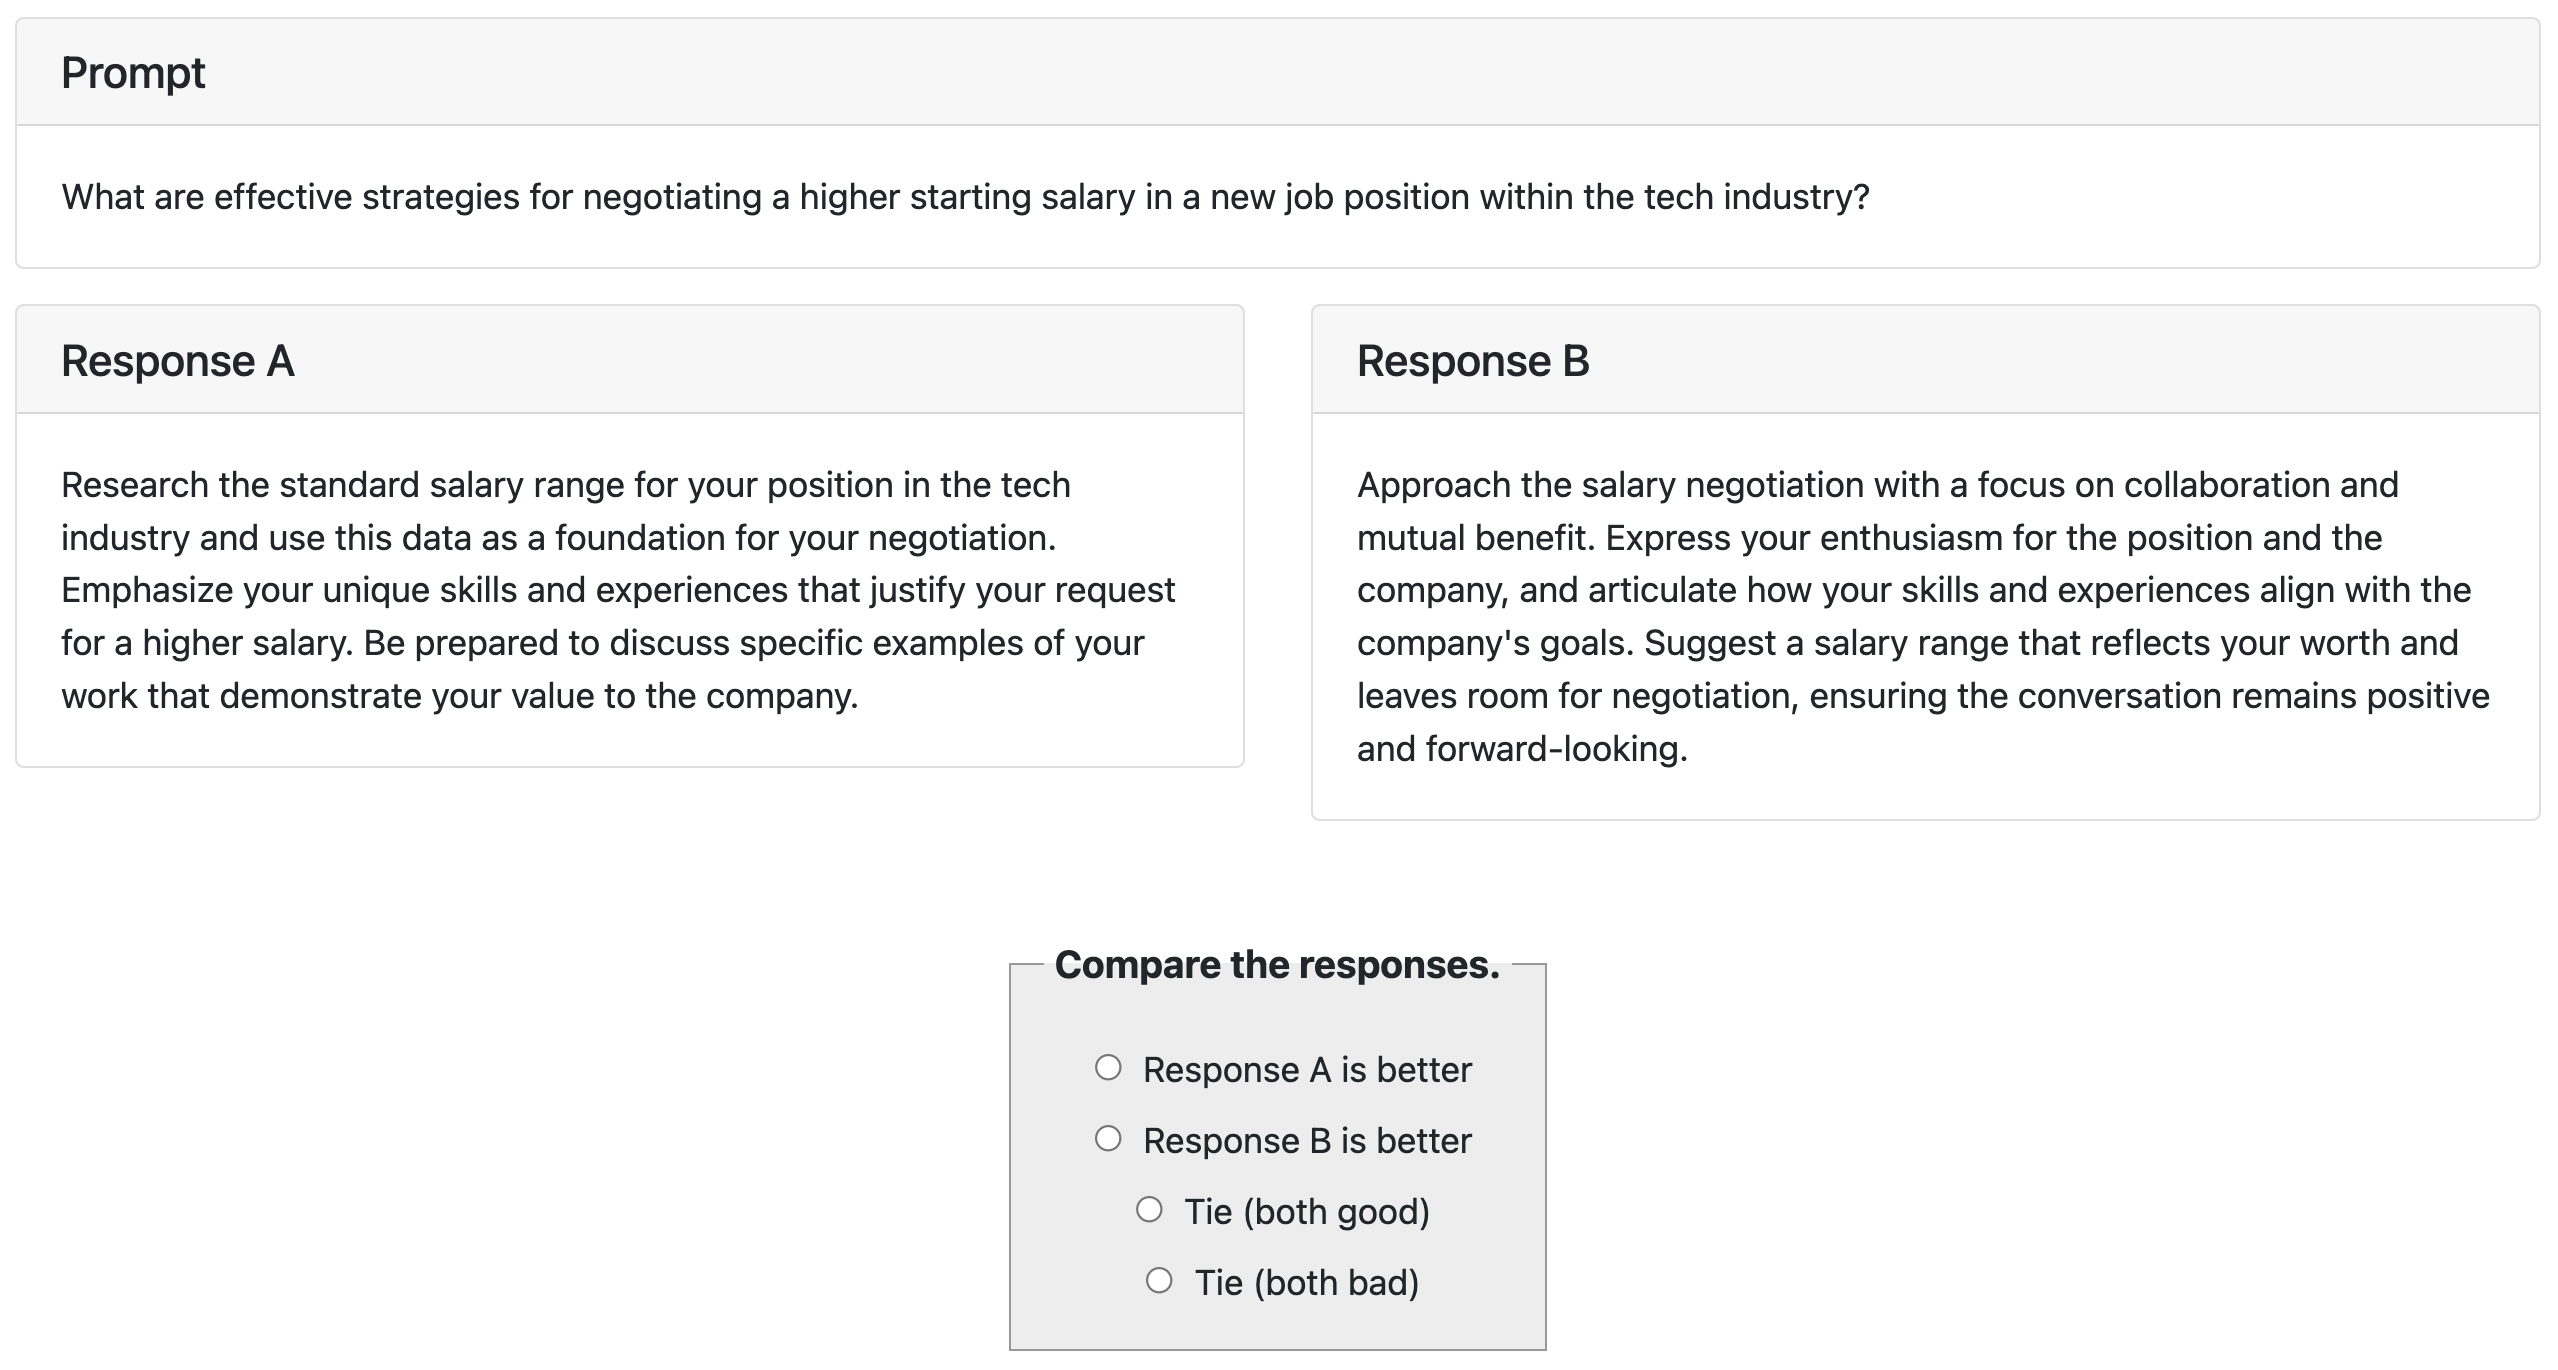 Prompt
What are effective strategies for negotiating a higher starting salary in a new job position within the tech industry?
Response A
Research the standard salary range for your position in the tech
industry and use this data as a foundation for your negotiation.
Emphasize your unique skills and experiences that justify your request
for a higher salary. Be prepared to discuss specific examples of your
work that demonstrate your value to the company.
Response B
Approach the salary negotiation with a focus on collaboration and
mutual benefit. Express your enthusiasm for the position and the
company, and articulate how your skills and experiences align with the
company's goals. Suggest a salary range that reflects your worth and
leaves room for negotiation, ensuring the conversation remains positive
and forward-looking.
Compare the responses.
Response A is better
Response B is better
Tie (both good)
Tie (both bad)